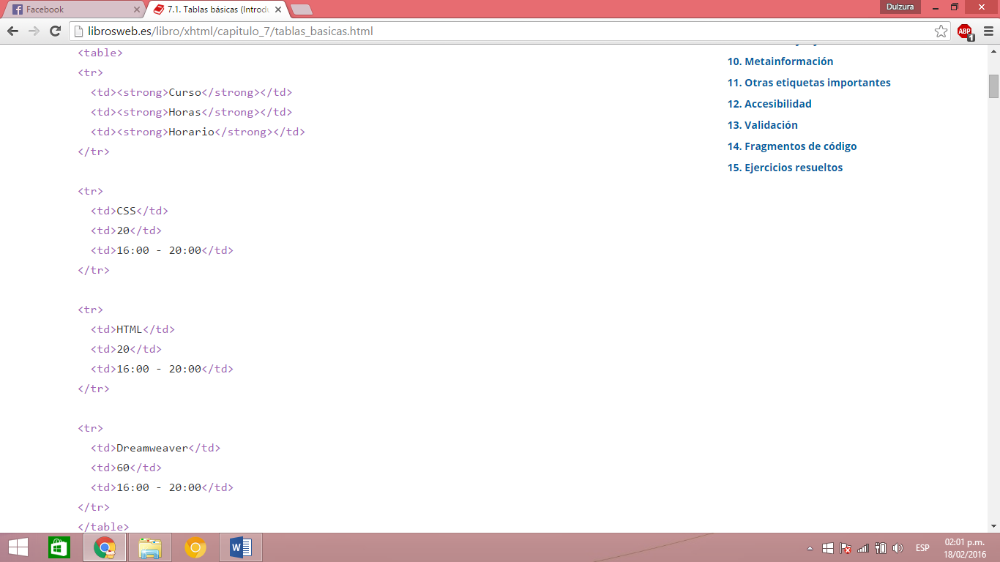 Facebook
7.1. Tablas básicas (Introdu
Dulzura
librosweb.es/libro/xhtml/capitulo_7/tablas_basicas.html
ABP
1
<table>
<tr>
<td><strong>Curso</strong></td>
<td><strong>Horas</strong></td>
<td><strong>Horario</strong></td>
</tr>
<tr>
<td>CSS</td>
<td>20</td>
<td>16:00 - 20:00</td>
</tr>
<tr>
<td>HTML</td>
<td>20</td>
<td>16:00 - 20:00</td>
</tr>
<tr>
<td>Dreamweaver</td>
<td>60</td>
<td>16:00 - 20:00</td>
</tr>
</table>
10. Metainformación
11. Otras etiquetas importantes
12. Accesibilidad
13. Validación
14. Fragmentos de código
15. Ejercicios resueltos
ESP
02:01 p.m.
18/02/2016